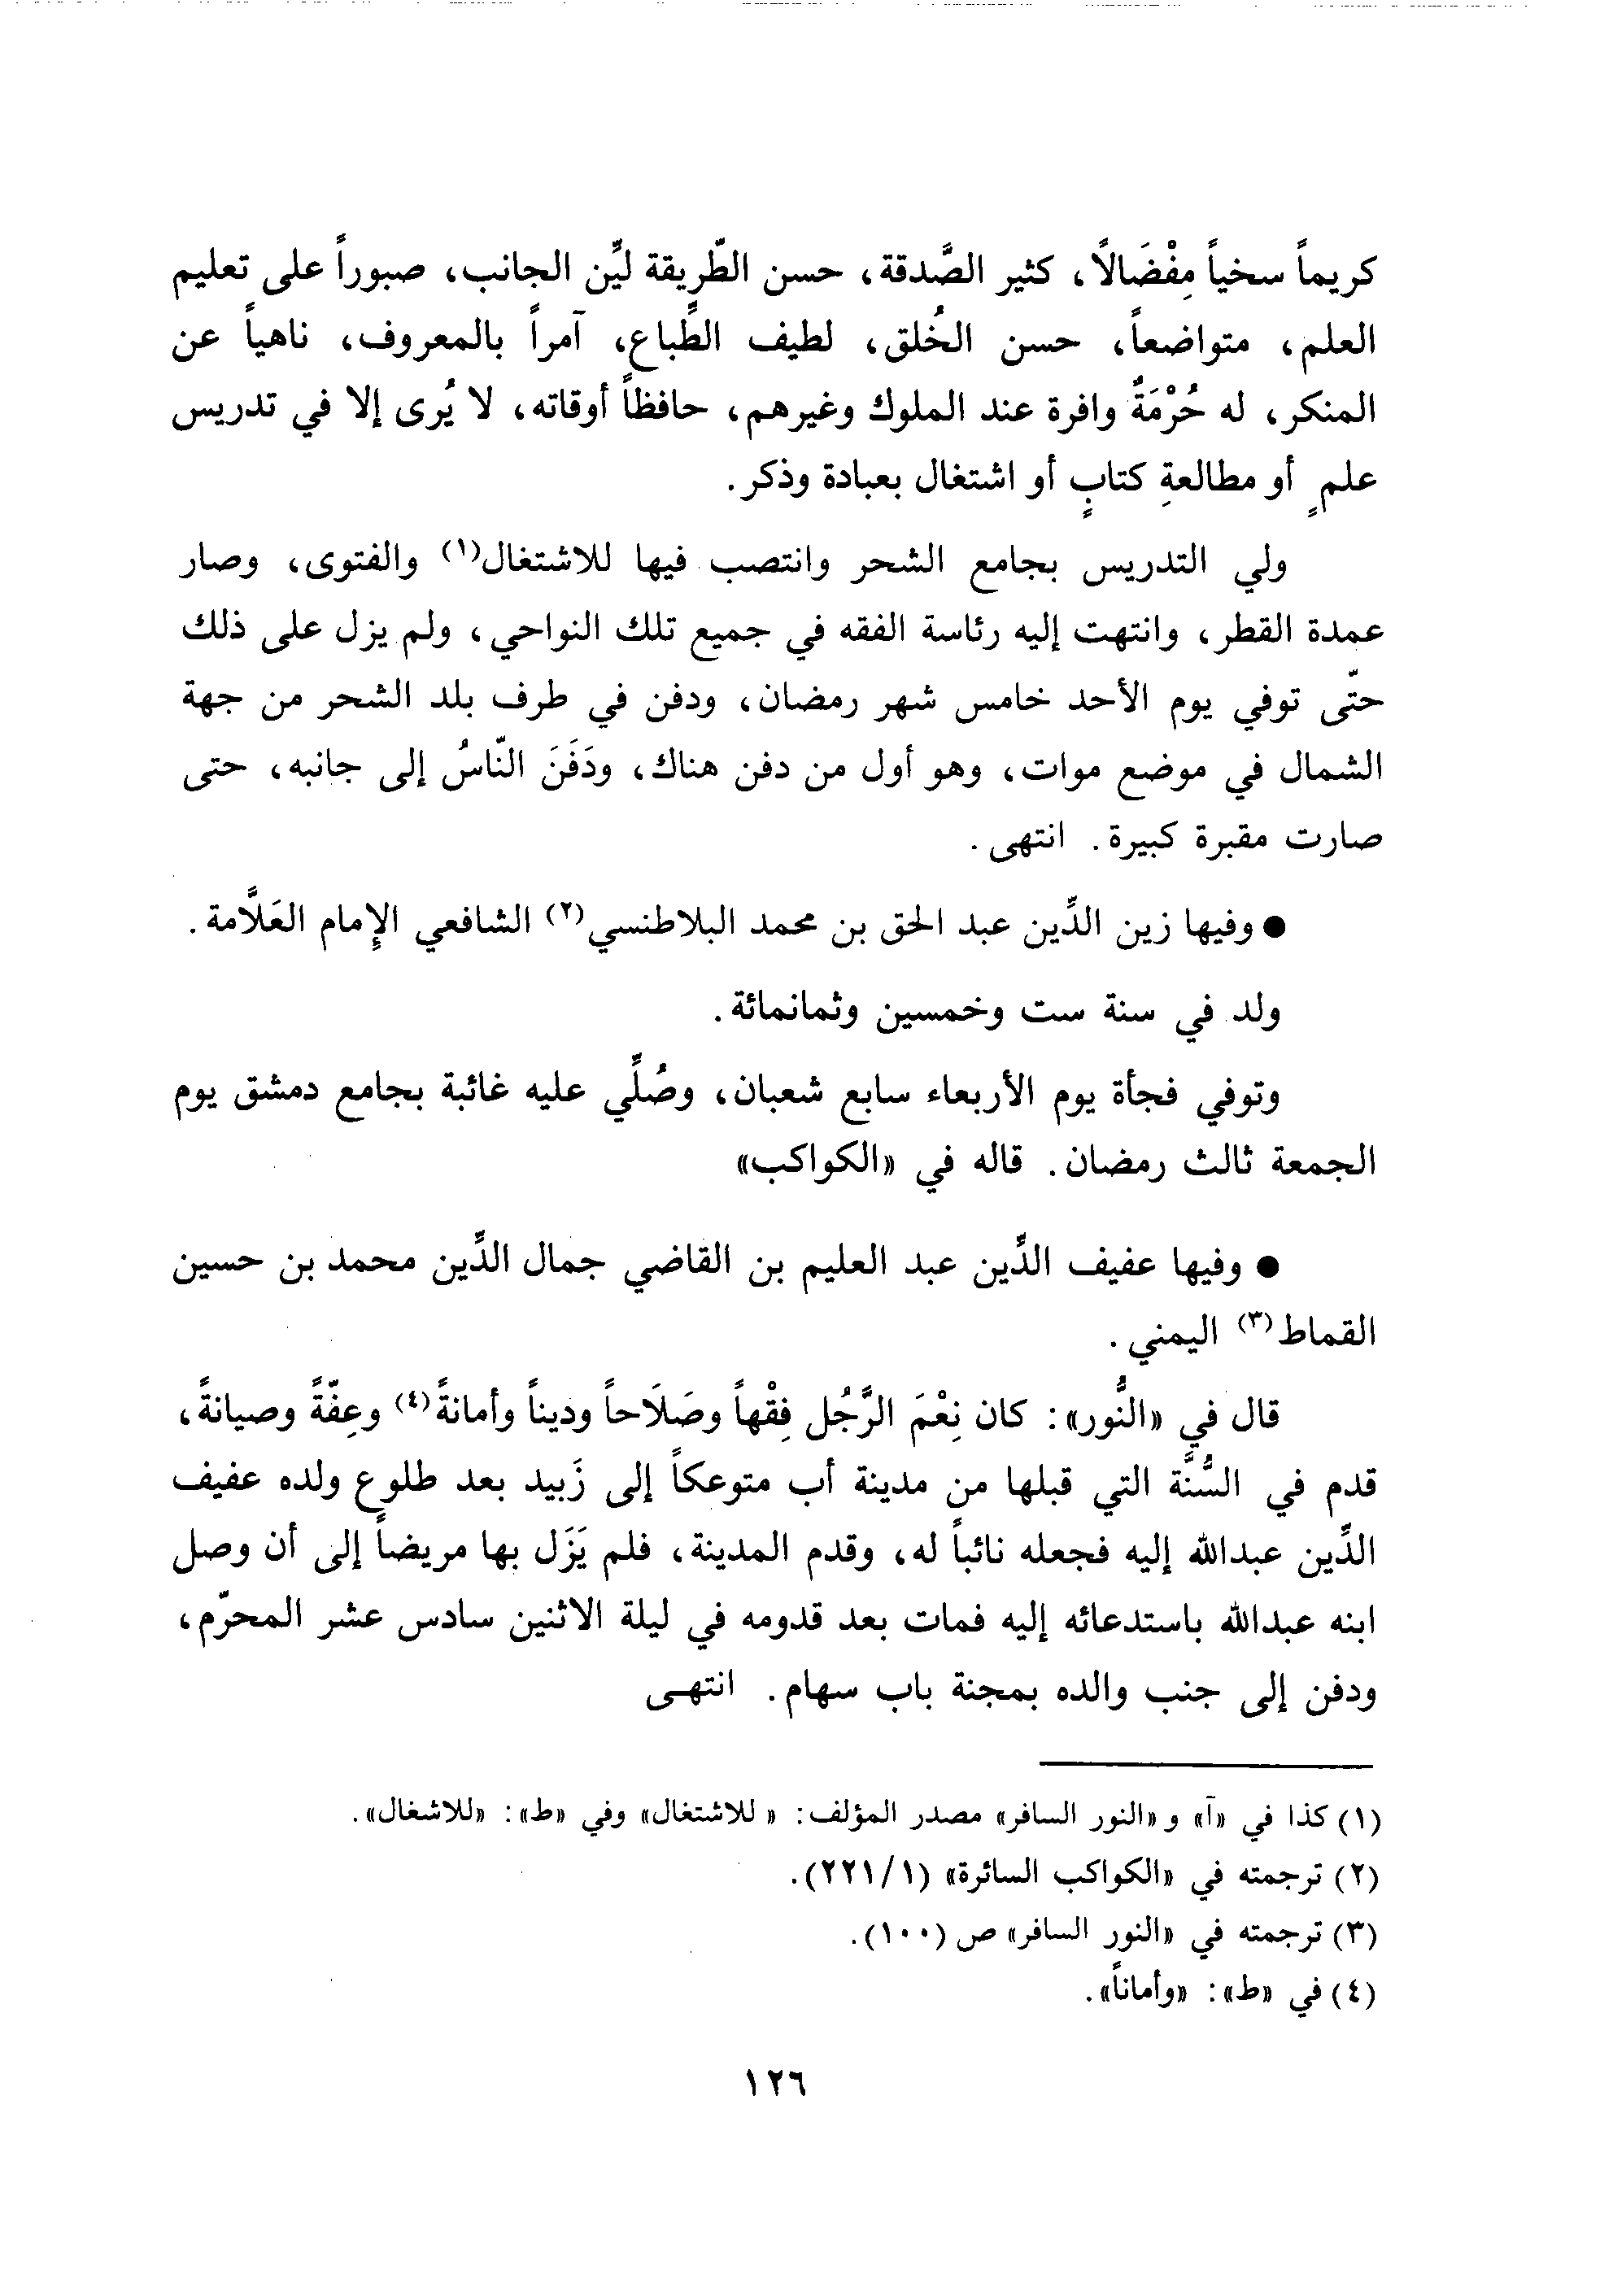 كريماً سخياً مِفْضَالاً، كثير الصَّدقة، حسن الطّريقة ليِّن الجانب، صبوراً على تعليم
العلم، متواضعاً، حسن الخُلق، لطيف الطِّباع، آمراً بالمعروف، ناهياً عن
المنكر، له حُرْمَةٌ وافرة عند الملوك وغيرهم، حافظاً أوقاته، لا يُرى إلا في تدريس
علمٍ أو مطالعةِ كتابٍ أو اشتغال بعبادة وذكر.
ولي التدريس بجامع الشحر وانتصب فيها للاشتغال(١) والفتوى، وصار
عمدة القطر، وانتهت إليه رئاسة الفقه في جميع تلك النواحي، ولم يزل على ذلك
حتّى توفي يوم الأحد خامس شهر رمضان، ودفن في طرف بلد الشحر من جهة
الشمال في موضع موات، وهو أول من دفن هناك، ودَفَنَ النّاسُ إلى جانبه، حتى
صارت مقبرة كبيرة. انتهى.
● وفيها زين الدِّين عبد الحق بن محمد البلاطنسي(٢) الشافعي الإِمام العَلَّامة.
ولد في سنة ست وخمسين وثمانمائة.
وتوفي فجأة يوم الأربعاء سابع شعبان، وصُلِّي عليه غائبة بجامع دمشق يوم
الجمعة ثالث رمضان. قاله في «الكواكب»
● وفيها عفيف الدِّين عبد العليم بن القاضي جمال الدِّين محمد بن حسين
القماط(٣) اليمني.
قال في «النُّور»: كان نِعْمَ الرَّجُل فِقْهاً وصَلَاحاً وديناً وأمانةً(٤) وعِفّةً وصيانةً،
قدم في السُّنَّة التي قبلها من مدينة أب متوعكاً إلى زَبيد بعد طلوع ولده عفيف
الدِّين عبدالله إليه فجعله نائباً له، وقدم المدينة، فلم يَزَل بها مريضاً إلى أن وصل
ابنه عبدالله باستدعائه إليه فمات بعد قدومه في ليلة الاثنين سادس عشر المحرّم،
ودفن إلى جنب والده بمجنة باب سهام. انتهى
(١) كذا في «آ» و «النور السافر» مصدر المؤلف: «للاشتغال» وفي «ط»: «للاشغال».
(٢) ترجمته في «الكواكب السائرة» (٢٢١/١).
(٣) ترجمته في «النور السافر» ص (١٠٠).
(٤) في «ط»: «وأماناً».
١٢٦